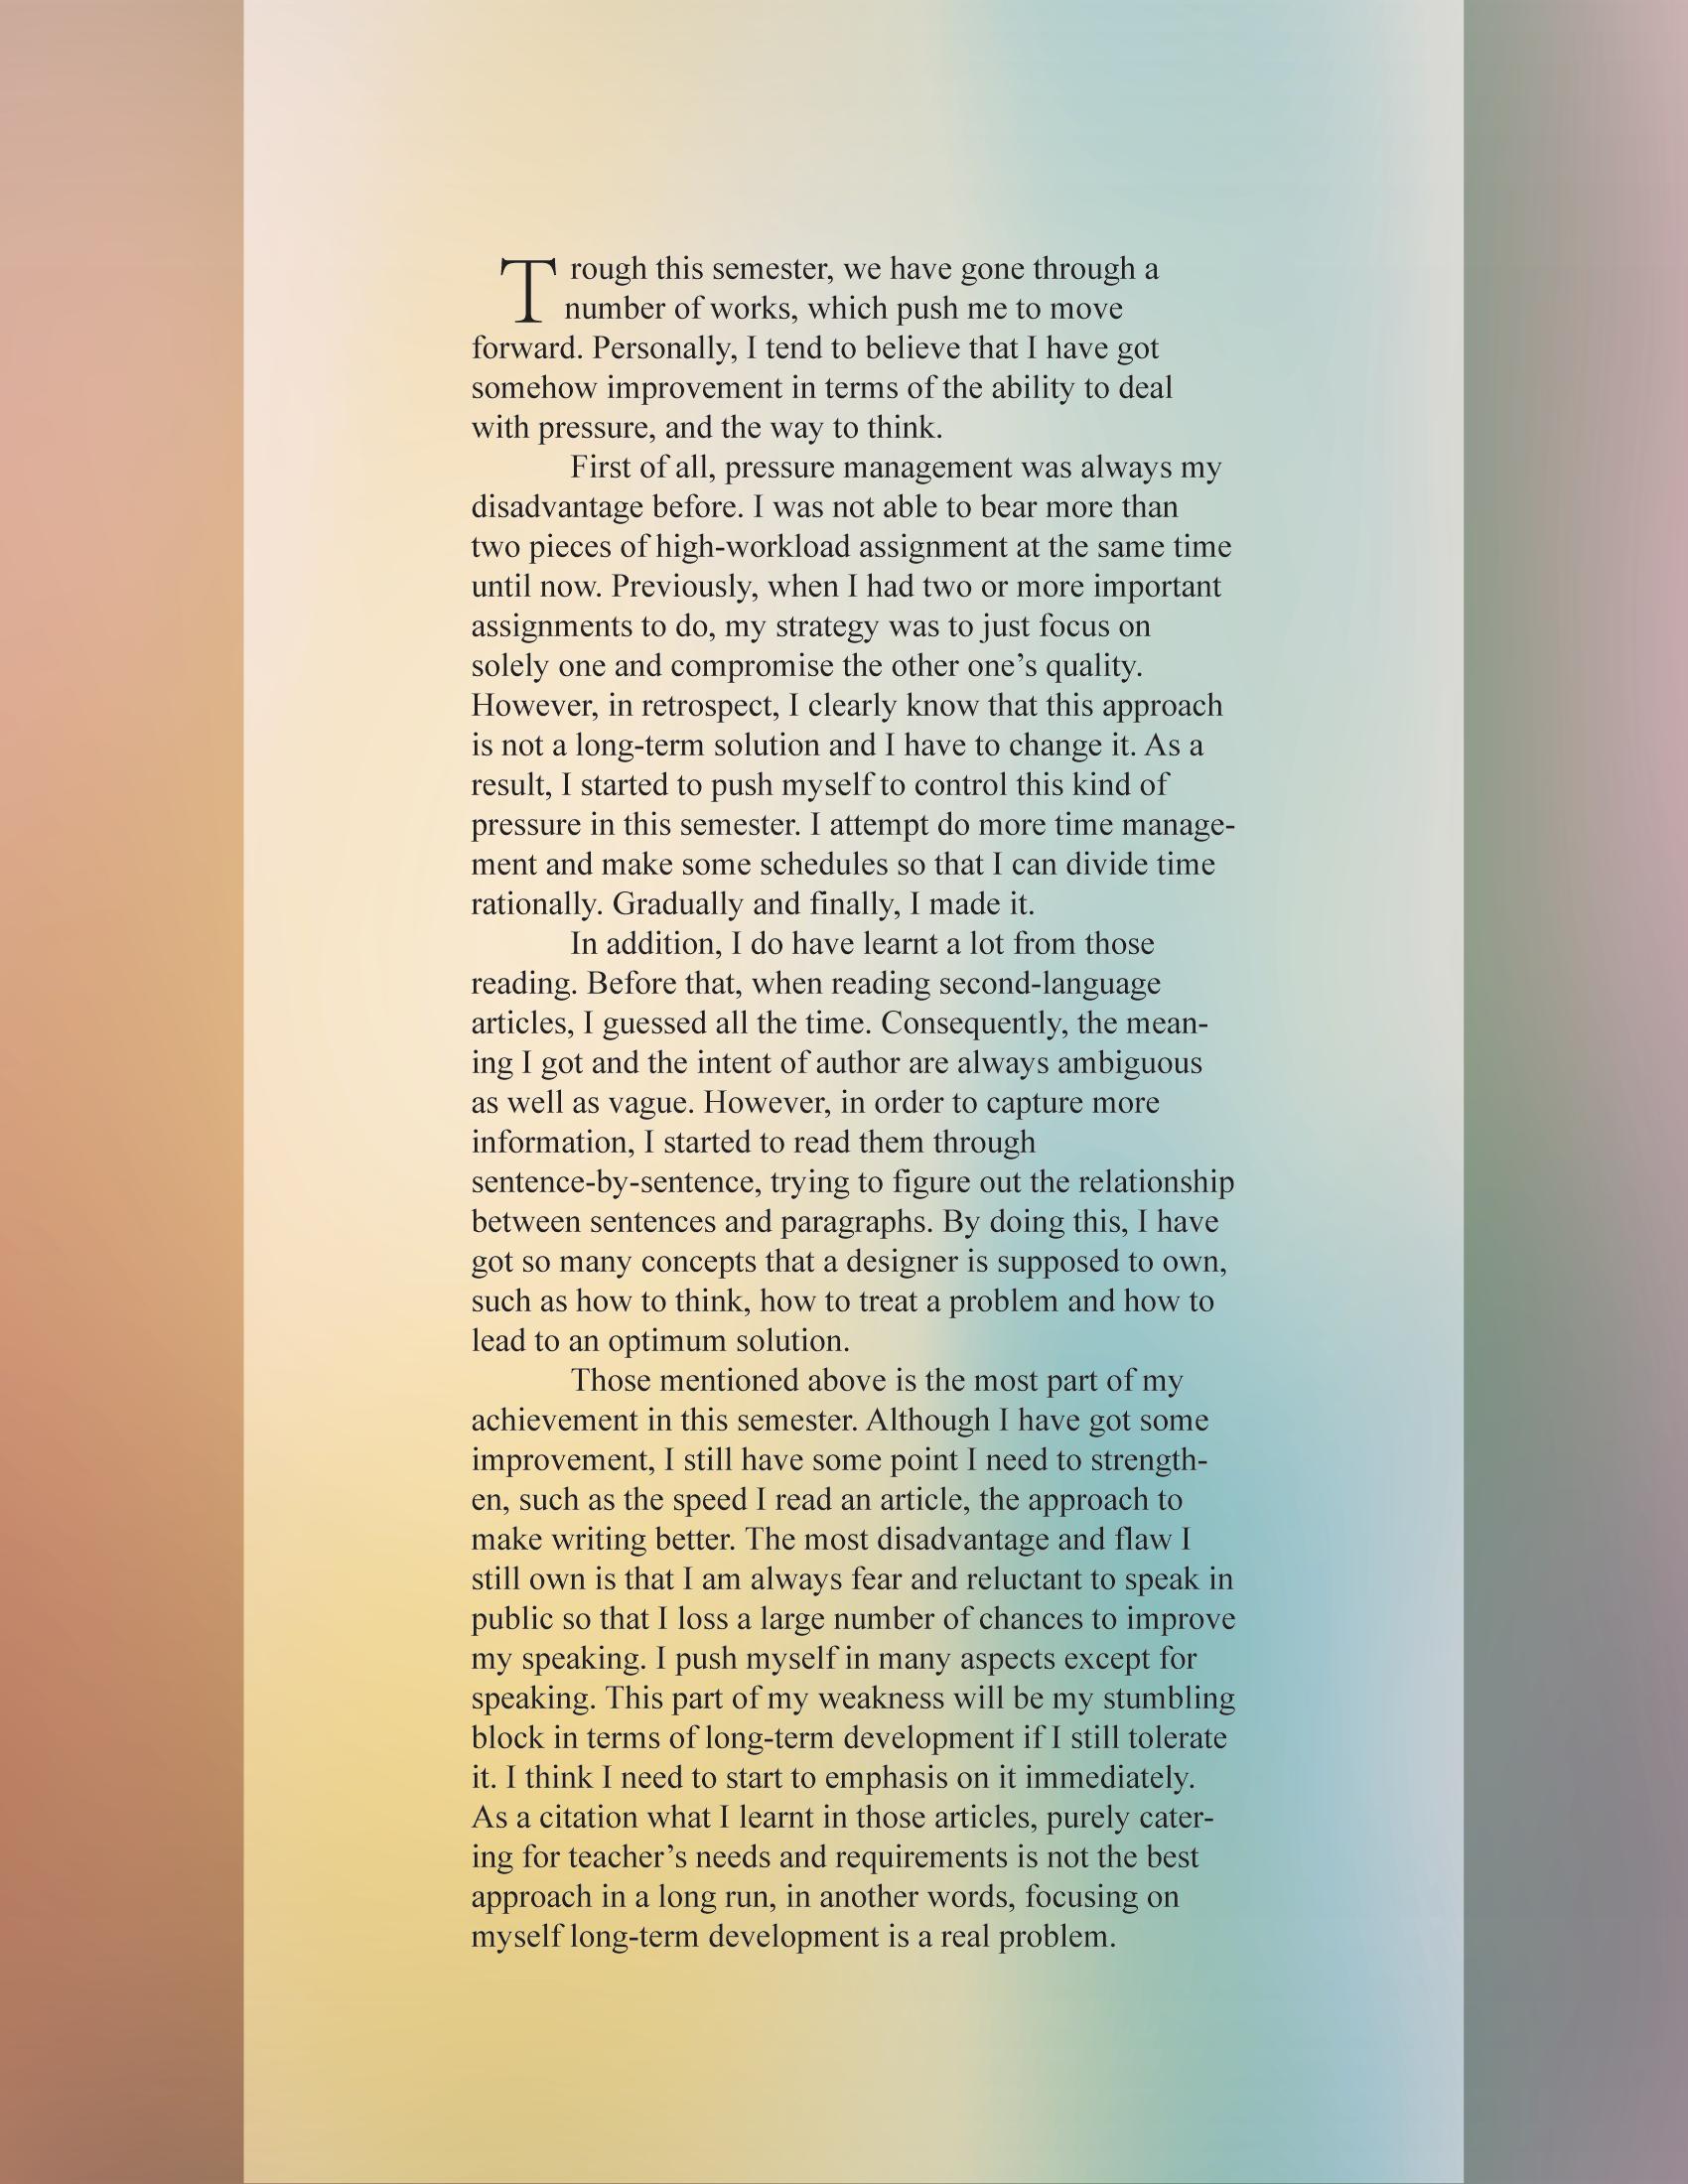 Trough this semester, we have gone through a
number of works, which push me to move
forward. Personally, I tend to believe that I have got
somehow improvement in terms of the ability to deal
with pressure, and the way to think.
First of all, pressure management was always my
disadvantage before. I was not able to bear more than
two pieces of high-workload assignment at the same time
until now. Previously, when I had two or more important
assignments to do, my strategy was to just focus on
solely one and compromise the other one’s quality.
However, in retrospect, I clearly know that this approach
is not a long-term solution and I have to change it. As a
result, I started to push myself to control this kind of
pressure in this semester. I attempt do more time manage-
ment and make some schedules so that I can divide time
rationally. Gradually and finally, I made it.
In addition, I do have learnt a lot from those
reading. Before that, when reading second-language
articles, I guessed all the time. Consequently, the mean-
ing I got and the intent of author are always ambiguous
as well as vague. However, in order to capture more
information, I started to read them through
sentence-by-sentence, trying to figure out the relationship
between sentences and paragraphs. By doing this, I have
got so many concepts that a designer is supposed to own,
such as how to think, how to treat a problem and how to
lead to an optimum solution.
Those mentioned above is the most part of my
achievement in this semester. Although I have got some
improvement, I still have some point I need to strength-
en, such as the speed I read an article, the approach to
make writing better. The most disadvantage and flaw I
still own is that I am always fear and reluctant to speak in
public so that I loss a large number of chances to improve
my speaking. I push myself in many aspects except for
speaking. This part of my weakness will be my stumbling
block in terms of long-term development if I still tolerate
it. I think I need to start to emphasis on it immediately.
As a citation what I learnt in those articles, purely cater-
ing for teacher’s needs and requirements is not the best
approach in a long run, in another words, focusing on
myself long-term development is a real problem.